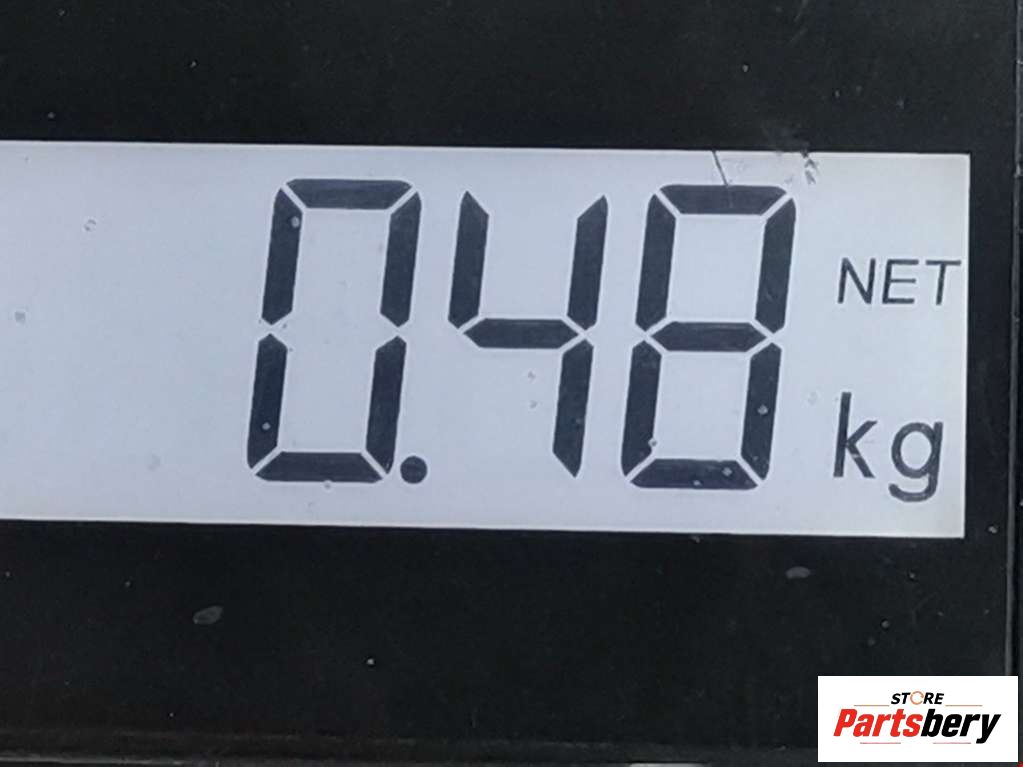 0.48 NET
kg
STORE
Partsbery